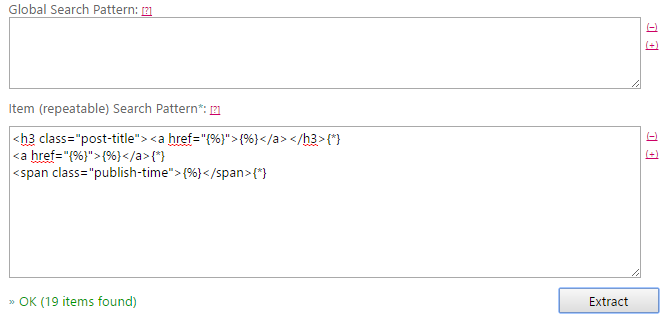 Global Search Pattern: [?]
(–)
(+)
Item (repeatable) Search Pattern*: [?]
<h3 class="post-title"><a href="{%}">{%}</a></h3>{*}
<a href="{%}">{%}</a>{*}
<span class="publish-time">{%}</span>{*}
(–)
(+)
» OK (19 items found)
Extract